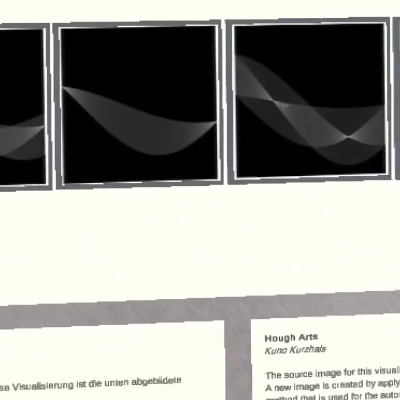 se Visualisierung ist die unten abgebildete
Hough Arts
Kuno Kurzhals
The source image for this visuali
A new image is created by apply
method that is used for the autom